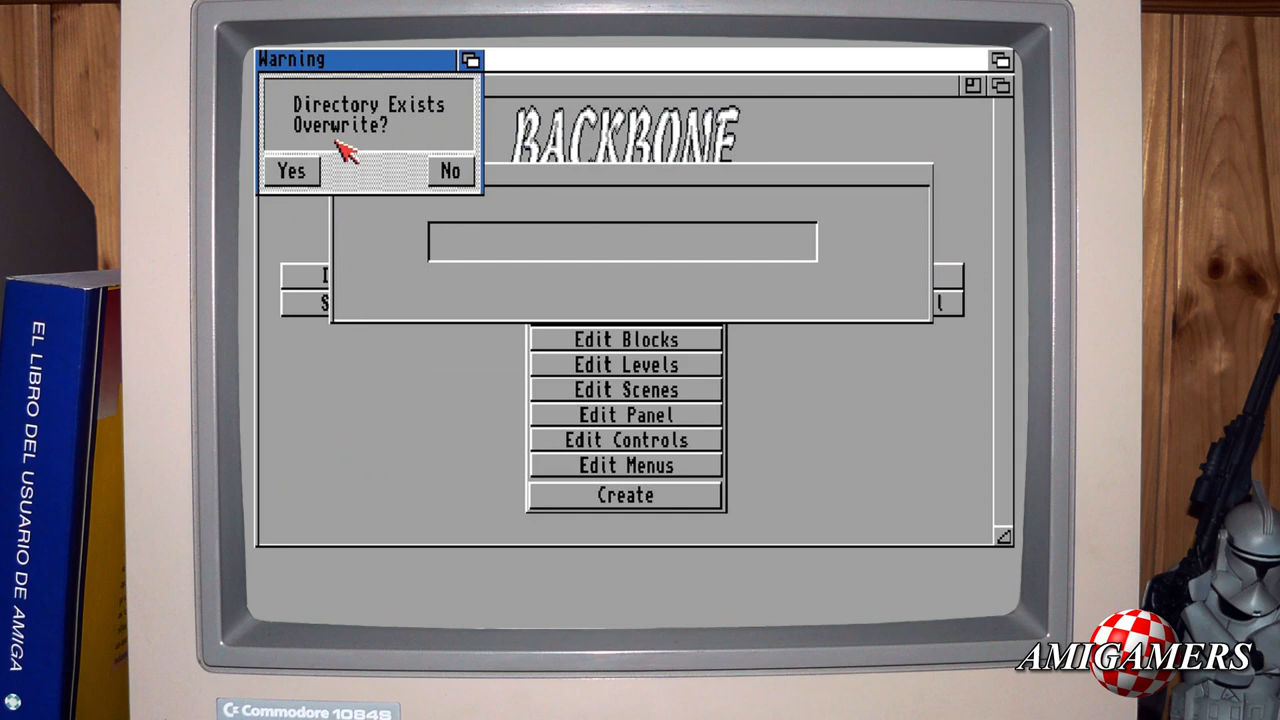 Warning
Directory Exists
Overwrite?
Yes
No
BACKBONE
Edit Blocks
Edit Levels
Edit Scenes
Edit Panel
Edit Controls
Edit Menus
Create
EL LIBRO DEL USUARIO DE AMIGA
Commodore 1084S
AMIGAMERS